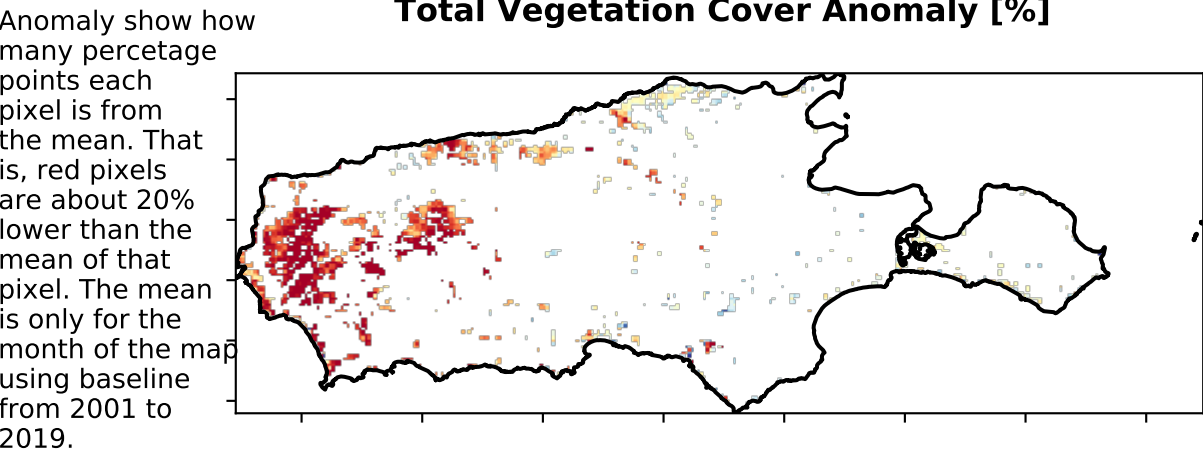 Total Vegetation Cover Anomaly [%]
Anomaly show how
many percetage
points each
pixel is from
the mean. That
is, red pixels
are about 20%
lower than the
mean of that
pixel. The mean
is only for the
month of the map
using baseline
from 2001 to
2019.